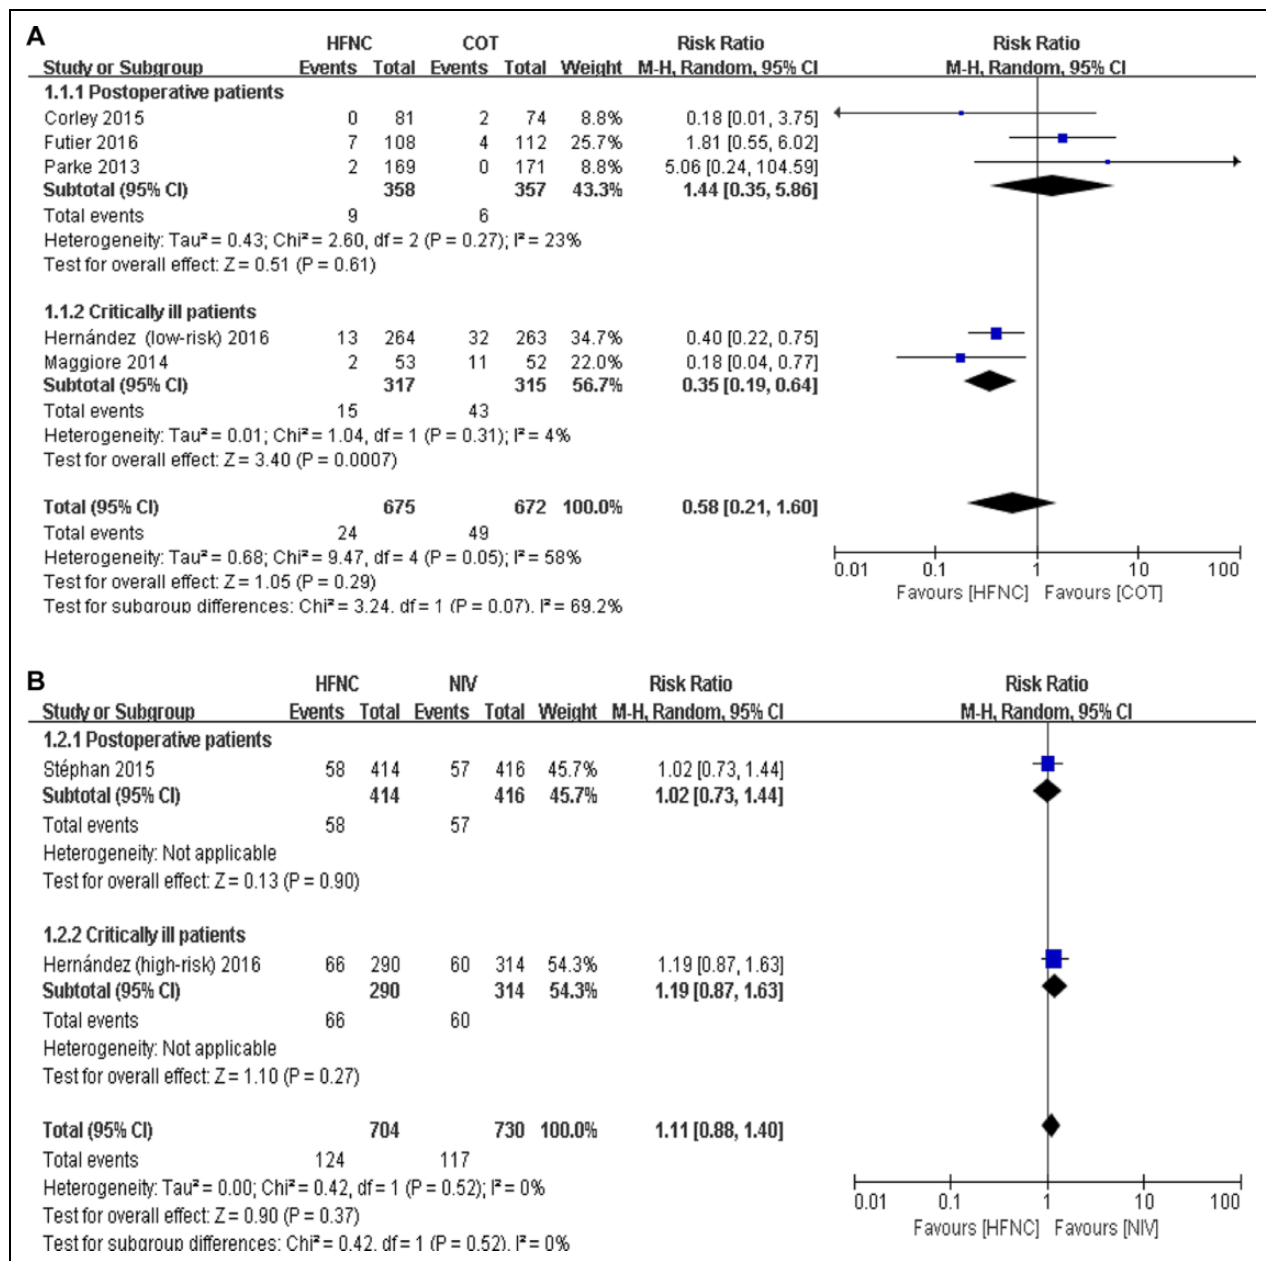 A
HFNC COT Risk Ratio Risk Ratio
Study or Subgroup Events Total Events Total Weight M-H, Random, 95% CI M-H, Random, 95% CI
1.1.1 Postoperative patients
Corley 2015 0 81 2 74 8.8% 0.18 [0.01, 3.75]
Futier 2016 7 108 4 112 25.7% 1.81 [0.55, 6.02]
Parke 2013 2 169 0 171 8.8% 5.06 [0.24, 104.59]
Subtotal (95% CI) 358 357 43.3% 1.44 [0.35, 5.86]
Total events 9 6
Heterogeneity: Tau² = 0.43; Chi² = 2.60, df = 2 (P = 0.27); I² = 23%
Test for overall effect: Z = 0.51 (P = 0.61)
1.1.2 Critically ill patients
Hernández (low-risk) 2016 13 264 32 263 34.7% 0.40 [0.22, 0.75]
Maggiore 2014 2 53 11 52 22.0% 0.18 [0.04, 0.77]
Subtotal (95% CI) 317 315 56.7% 0.35 [0.19, 0.64]
Total events 15 43
Heterogeneity: Tau² = 0.01; Chi² = 1.04, df = 1 (P = 0.31); I² = 4%
Test for overall effect: Z = 3.40 (P = 0.0007)
Total (95% CI) 675 672 100.0% 0.58 [0.21, 1.60]
Total events 24 49
Heterogeneity: Tau² = 0.68; Chi² = 9.47, df = 4 (P = 0.05); I² = 58%
Test for overall effect: Z = 1.05 (P = 0.29)
Test for subgroup differences: Chi² = 3.24, df = 1 (P = 0.07), I² = 69.2%
0.01 0.1 1 10 100
Favours [HFNC] Favours [COT]
B
HFNC NIV Risk Ratio Risk Ratio
Study or Subgroup Events Total Events Total Weight M-H, Random, 95% CI M-H, Random, 95% CI
1.2.1 Postoperative patients
Stéphan 2015 58 414 57 416 45.7% 1.02 [0.73, 1.44]
Subtotal (95% CI) 414 416 45.7% 1.02 [0.73, 1.44]
Total events 58 57
Heterogeneity: Not applicable
Test for overall effect: Z = 0.13 (P = 0.90)
1.2.2 Critically ill patients
Hernández (high-risk) 2016 66 290 60 314 54.3% 1.19 [0.87, 1.63]
Subtotal (95% CI) 290 314 54.3% 1.19 [0.87, 1.63]
Total events 66 60
Heterogeneity: Not applicable
Test for overall effect: Z = 1.10 (P = 0.27)
Total (95% CI) 704 730 100.0% 1.11 [0.88, 1.40]
Total events 124 117
Heterogeneity: Tau² = 0.00; Chi² = 0.42, df = 1 (P = 0.52); I² = 0%
Test for overall effect: Z = 0.90 (P = 0.37)
Test for subgroup differences: Chi² = 0.42, df = 1 (P = 0.52), I² = 0%
0.01 0.1 1 10 100
Favours [HFNC] Favours [NIV]